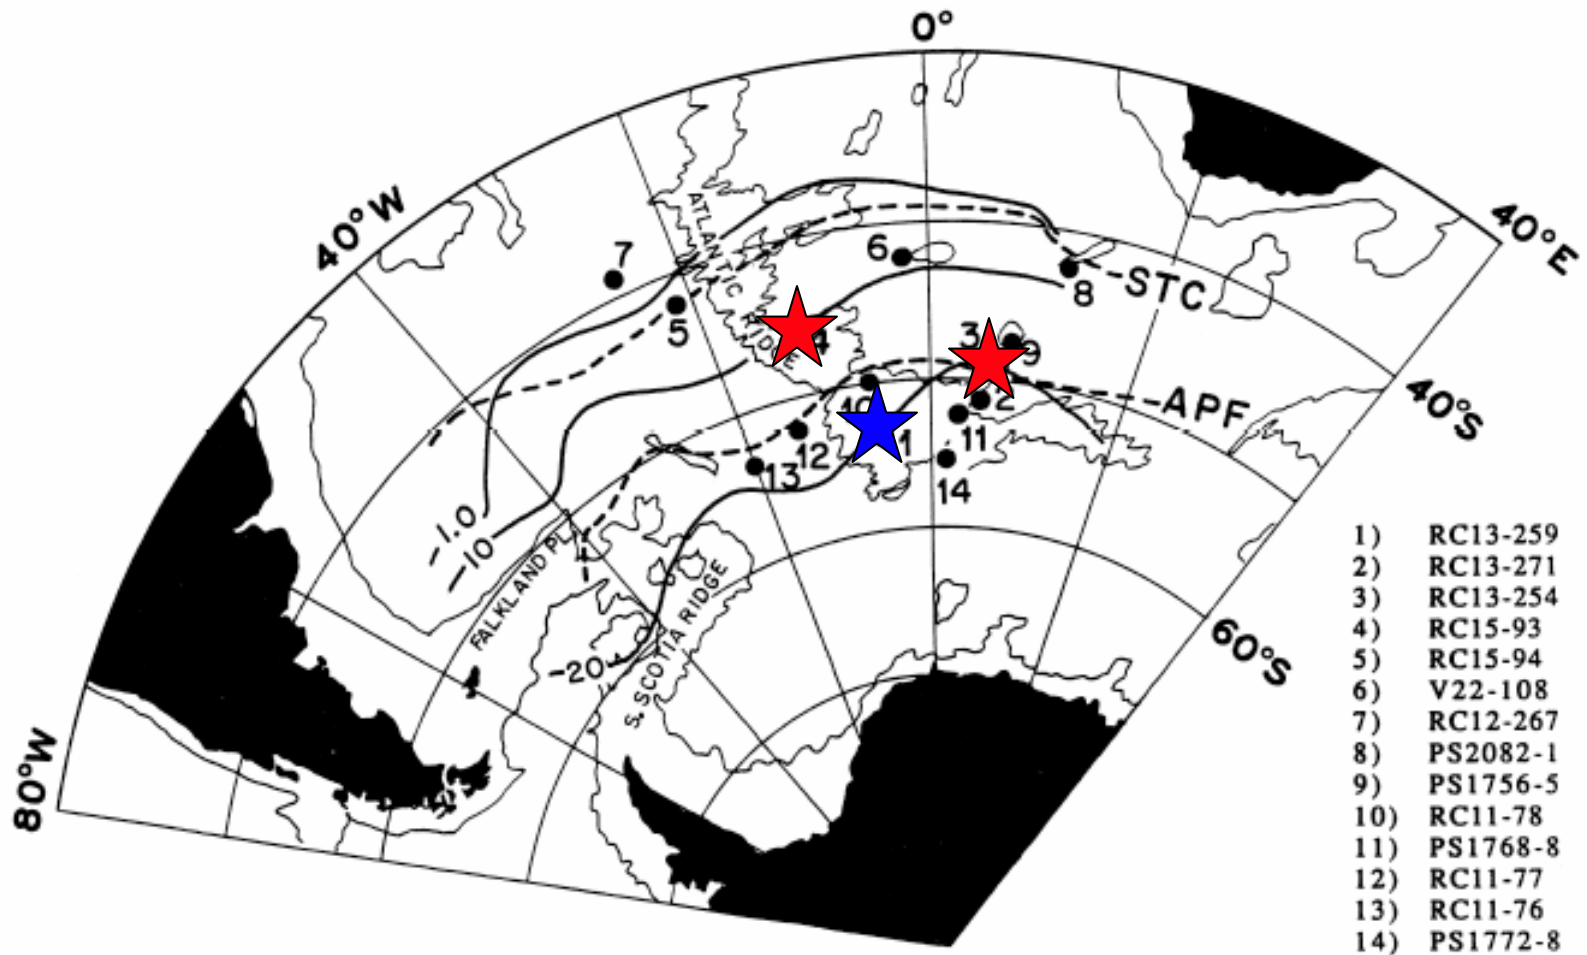 0°
40°W
40°E
7
6
ATLANTIC RIDGE
5
8
STC
4
3
9
40°S
APF
10
2
12
1
11
13
14
-1.0
-10
FALKLAND PL.
S. SCOTIA RIDGE
-20
60°S
80°W
1) RC13-259
2) RC13-271
3) RC13-254
4) RC15-93
5) RC15-94
6) V22-108
7) RC12-267
8) PS2082-1
9) PS1756-5
10) RC11-78
11) PS1768-8
12) RC11-77
13) RC11-76
14) PS1772-8